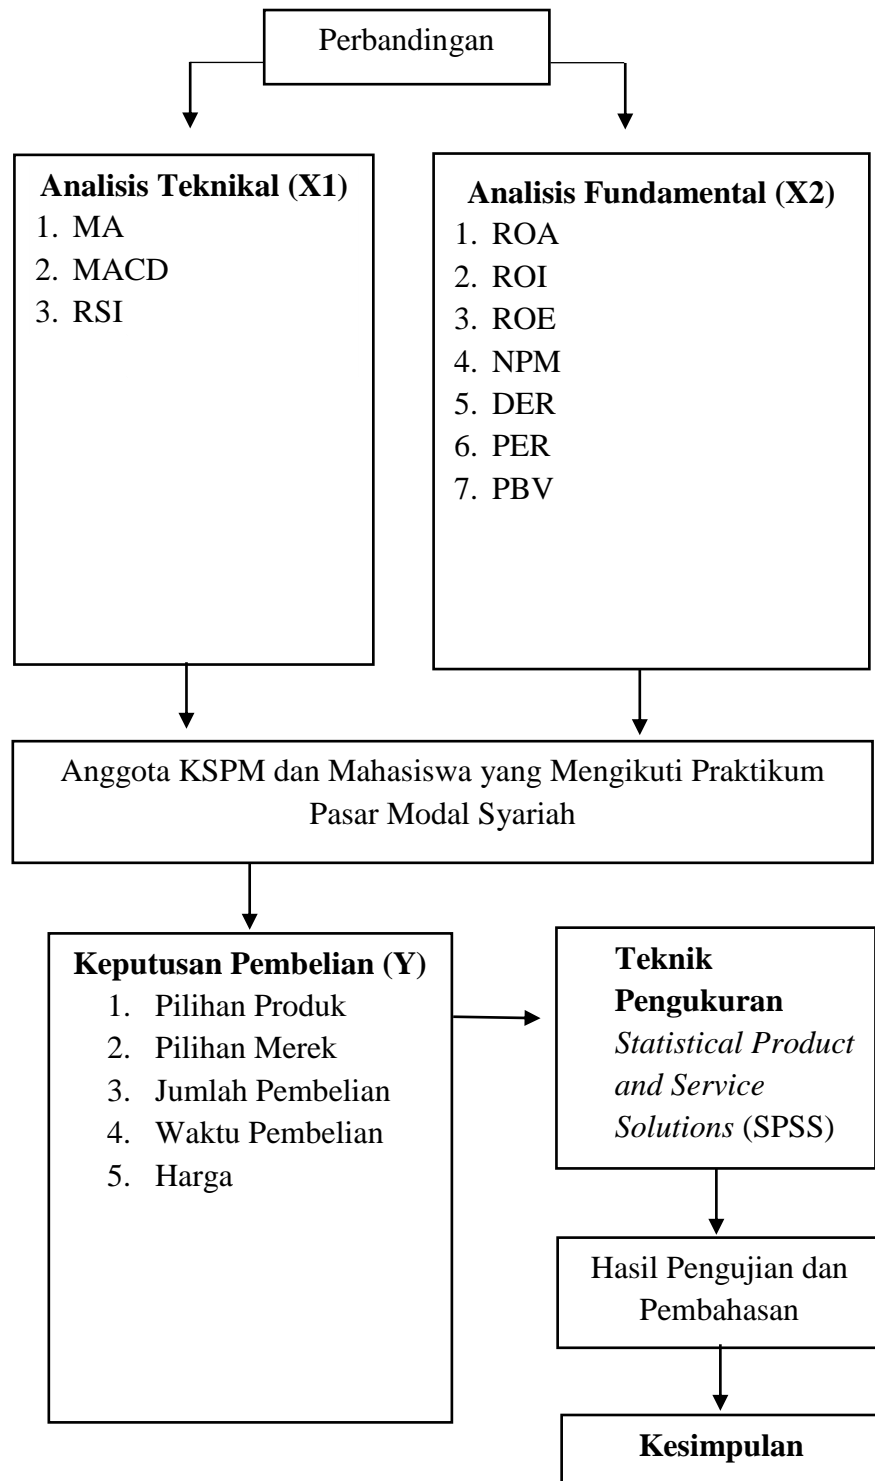 Perbandingan
Analisis Teknikal (X1)
1. MA
2. MACD
3. RSI
Analisis Fundamental (X2)
1. ROA
2. ROI
3. ROE
4. NPM
5. DER
6. PER
7. PBV
Anggota KSPM dan Mahasiswa yang Mengikuti Praktikum
Pasar Modal Syariah
Keputusan Pembelian (Y)
1. Pilihan Produk
2. Pilihan Merek
3. Jumlah Pembelian
4. Waktu Pembelian
5. Harga
Teknik
Pengukuran
Statistical Product
and Service
Solutions (SPSS)
Hasil Pengujian dan
Pembahasan
Kesimpulan